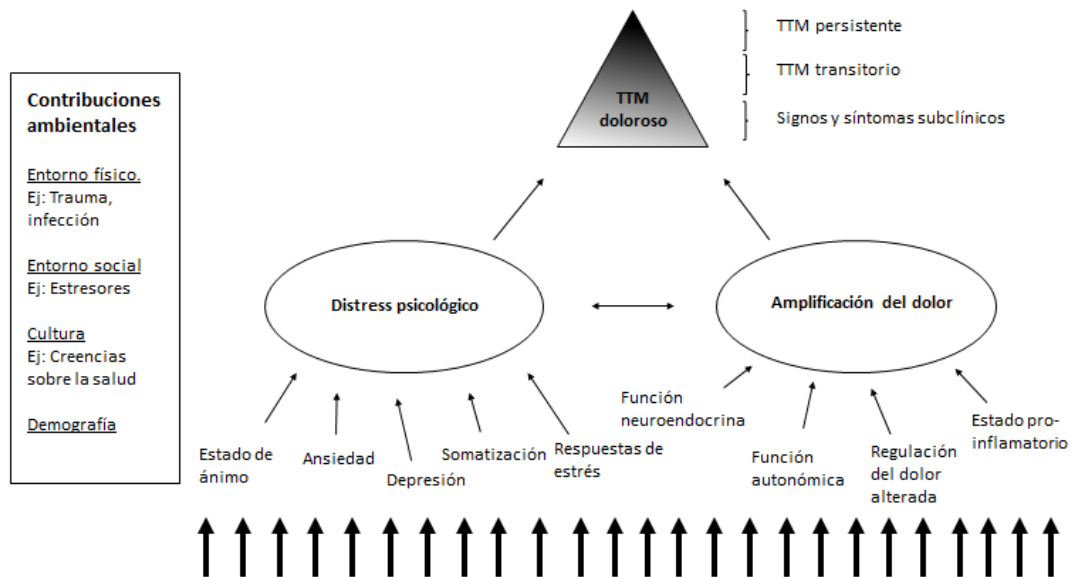 TTM persistente
TTM transitorio
Signos y síntomas subclínicos
TTM
doloroso
Contribuciones
ambientales
Entorno físico.
Ej: Trauma,
infección
Entorno social
Ej: Estresores
Cultura
Ej: Creencias
sobre la salud
Demografía
Distress psicológico
Amplificación del dolor
Estado de
ánimo
Ansiedad
Depresión
Somatización
Respuestas de
estrés
Función
neuroendocrina
Función
autonómica
Regulación
del dolor
alterada
Estado pro-
inflamatorio